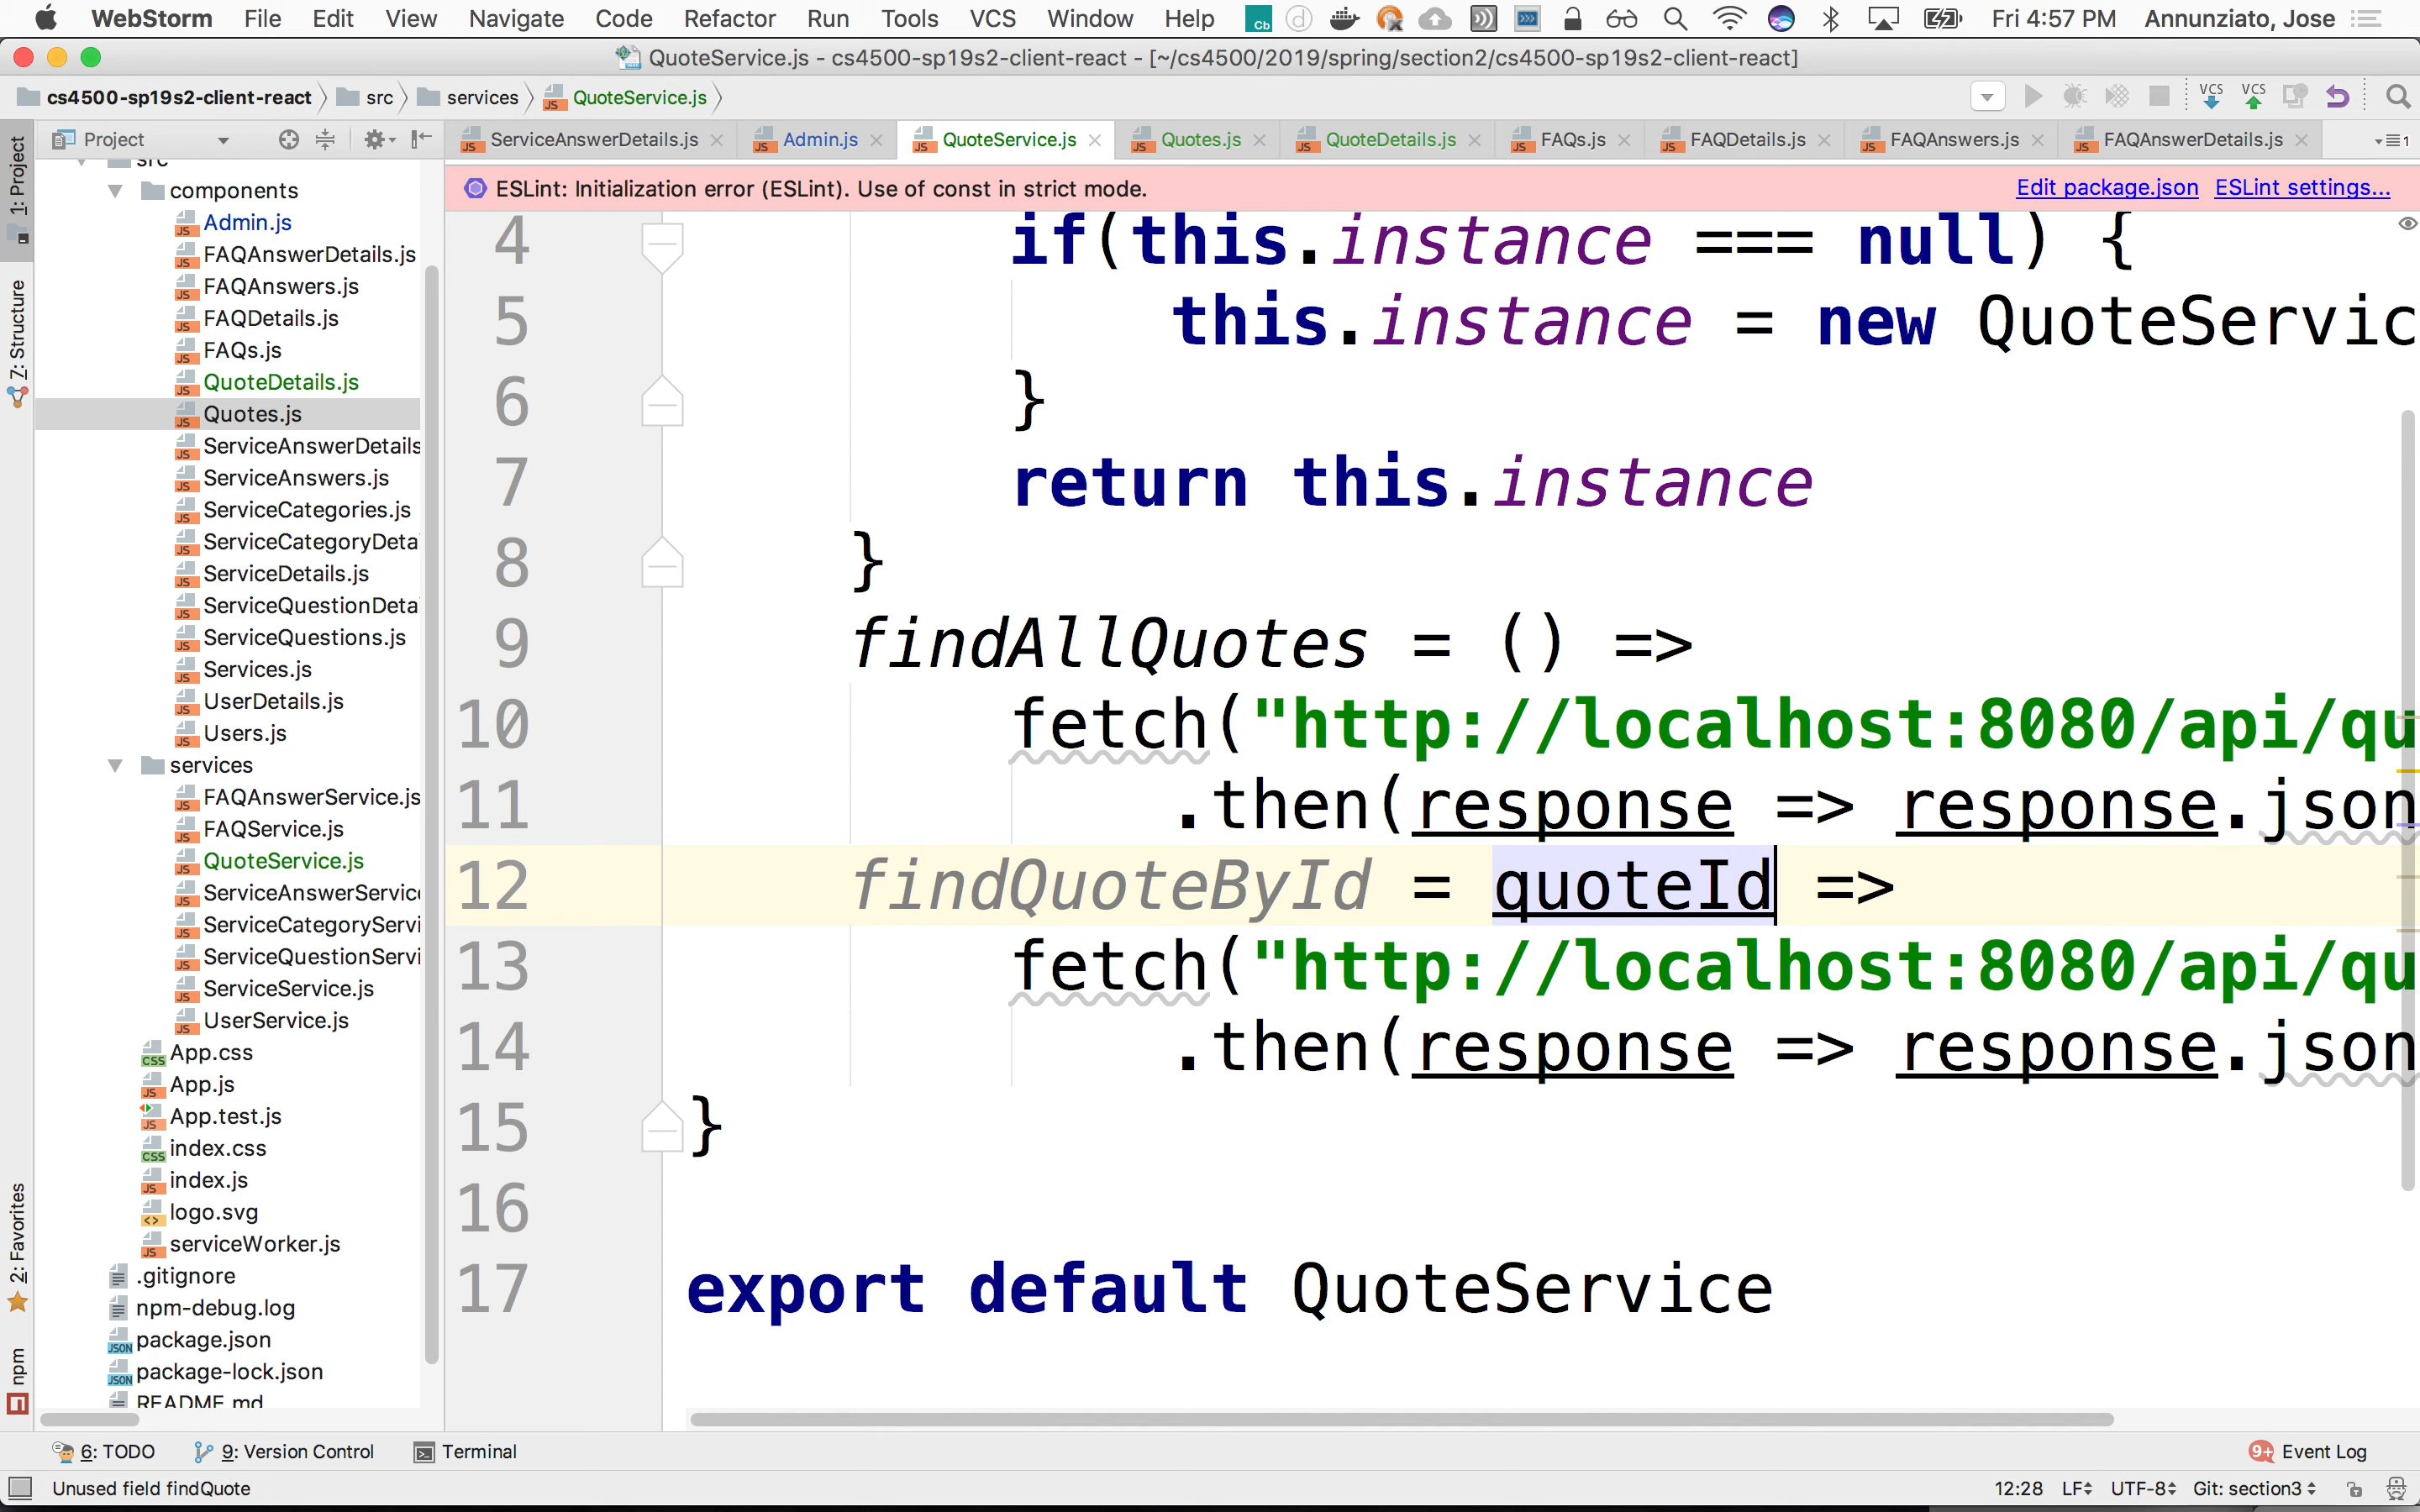 WebStorm File Edit View Navigate Code Refactor Run Tools VCS Window Help Cb d Fri 4:57 PM Annunziato, Jose
QuoteService.js - cs4500-sp19s2-client-react - [~/cs4500/2019/spring/section2/cs4500-sp19s2-client-react]
cs4500-sp19s2-client-react src services QuoteService.js VCS VCS
Project ServiceAnswerDetails.js Admin.js QuoteService.js Quotes.js QuoteDetails.js FAQs.js FAQDetails.js FAQAnswers.js FAQAnswerDetails.js 1
ESLint: Initialization error (ESLint). Use of const in strict mode. Edit package.json ESLint settings...
1: Project
Z: Structure
2: Favorites
npm
src
components
Admin.js
FAQAnswerDetails.js
FAQAnswers.js
FAQDetails.js
FAQs.js
QuoteDetails.js
Quotes.js
ServiceAnswerDetails
ServiceAnswers.js
ServiceCategories.js
ServiceCategoryDeta
ServiceDetails.js
ServiceQuestionDeta
ServiceQuestions.js
Services.js
UserDetails.js
Users.js
services
FAQAnswerService.js
FAQService.js
QuoteService.js
ServiceAnswerServic
ServiceCategoryServi
ServiceQuestionServi
ServiceService.js
UserService.js
App.css
App.js
App.test.js
index.css
index.js
logo.svg
serviceWorker.js
.gitignore
npm-debug.log
package.json
package-lock.json
README.md
4 if(this.instance === null) {
5 this.instance = new QuoteServic
6 }
7 return this.instance
8 }
9 findAllQuotes = () =>
10 fetch("http://localhost:8080/api/qu
11 .then(response => response.json
12 findQuoteById = quoteId =>
13 fetch("http://localhost:8080/api/qu
14 .then(response => response.json
15 }
16
17 export default QuoteService
6: TODO 9: Version Control Terminal 9+ Event Log
Unused field findQuote 12:28 LF UTF-8 Git: section3